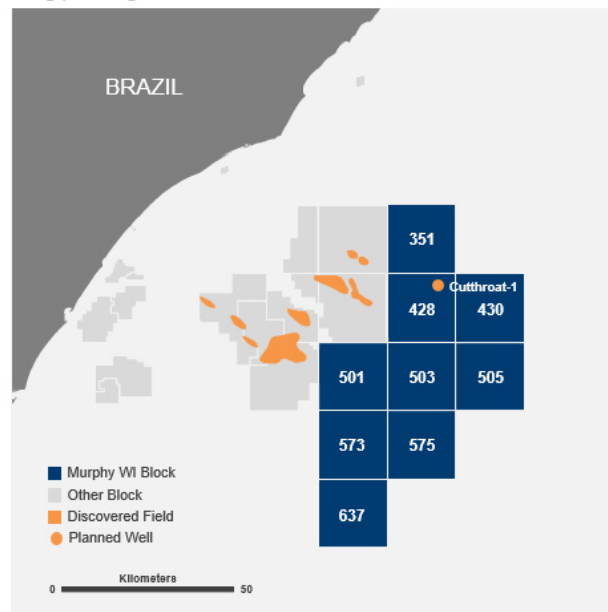 BRAZIL
351
Cutthroat-1
428 430
501 503 505
573 575
637
Murphy WI Block
Other Block
Discovered Field
Planned Well
Kilometers
0 50